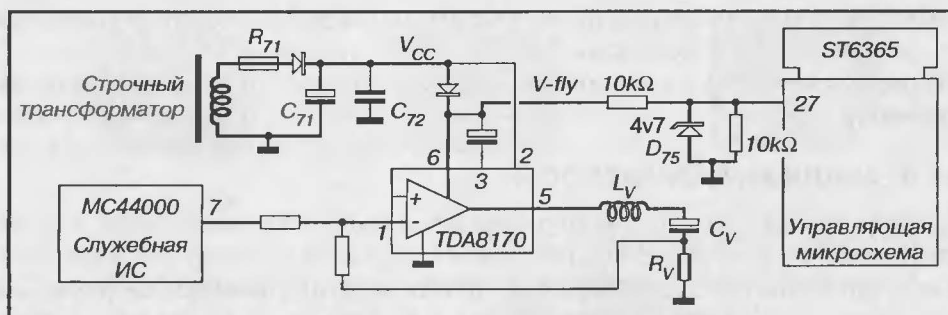 R71
VCC
ST6365
Строчный
трансформатор
C71
C72
V-fly
10kΩ
27
4v7
D75
10kΩ
6
3
2
MC44000
Служебная
ИС
7
1
+
-
TDA8170
5
LV
CV
RV
Управляющая
микросхема